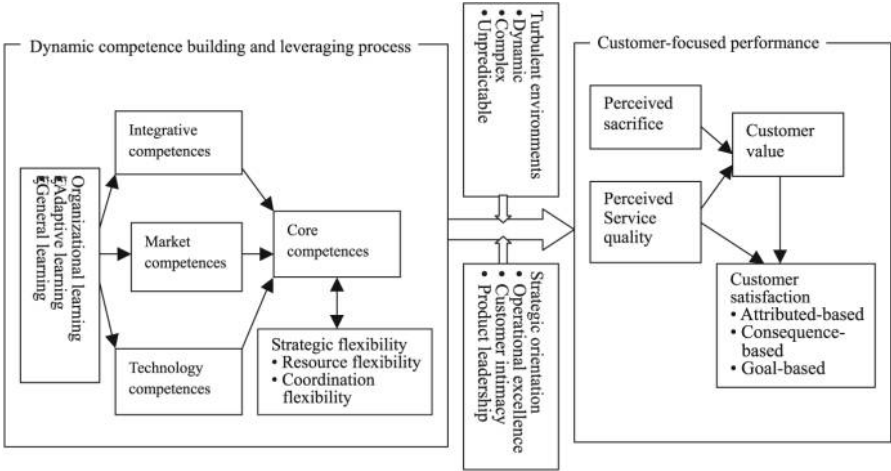 Dynamic competence building and leveraging process
Organizational learning
Adaptive learning
General learning
Integrative
competences
Market
competences
Technology
competences
Core
competences
Strategic flexibility
• Resource flexibility
• Coordination
flexibility
Turbulent environments
• Dynamic
• Complex
• Unpredictable
Strategic orientation
• Operational excellence
• Customer intimacy
• Product leadership
Customer-focused performance
Perceived
sacrifice
Perceived
Service
quality
Customer
value
Customer
satisfaction
• Attributed-based
• Consequence-
based
• Goal-based